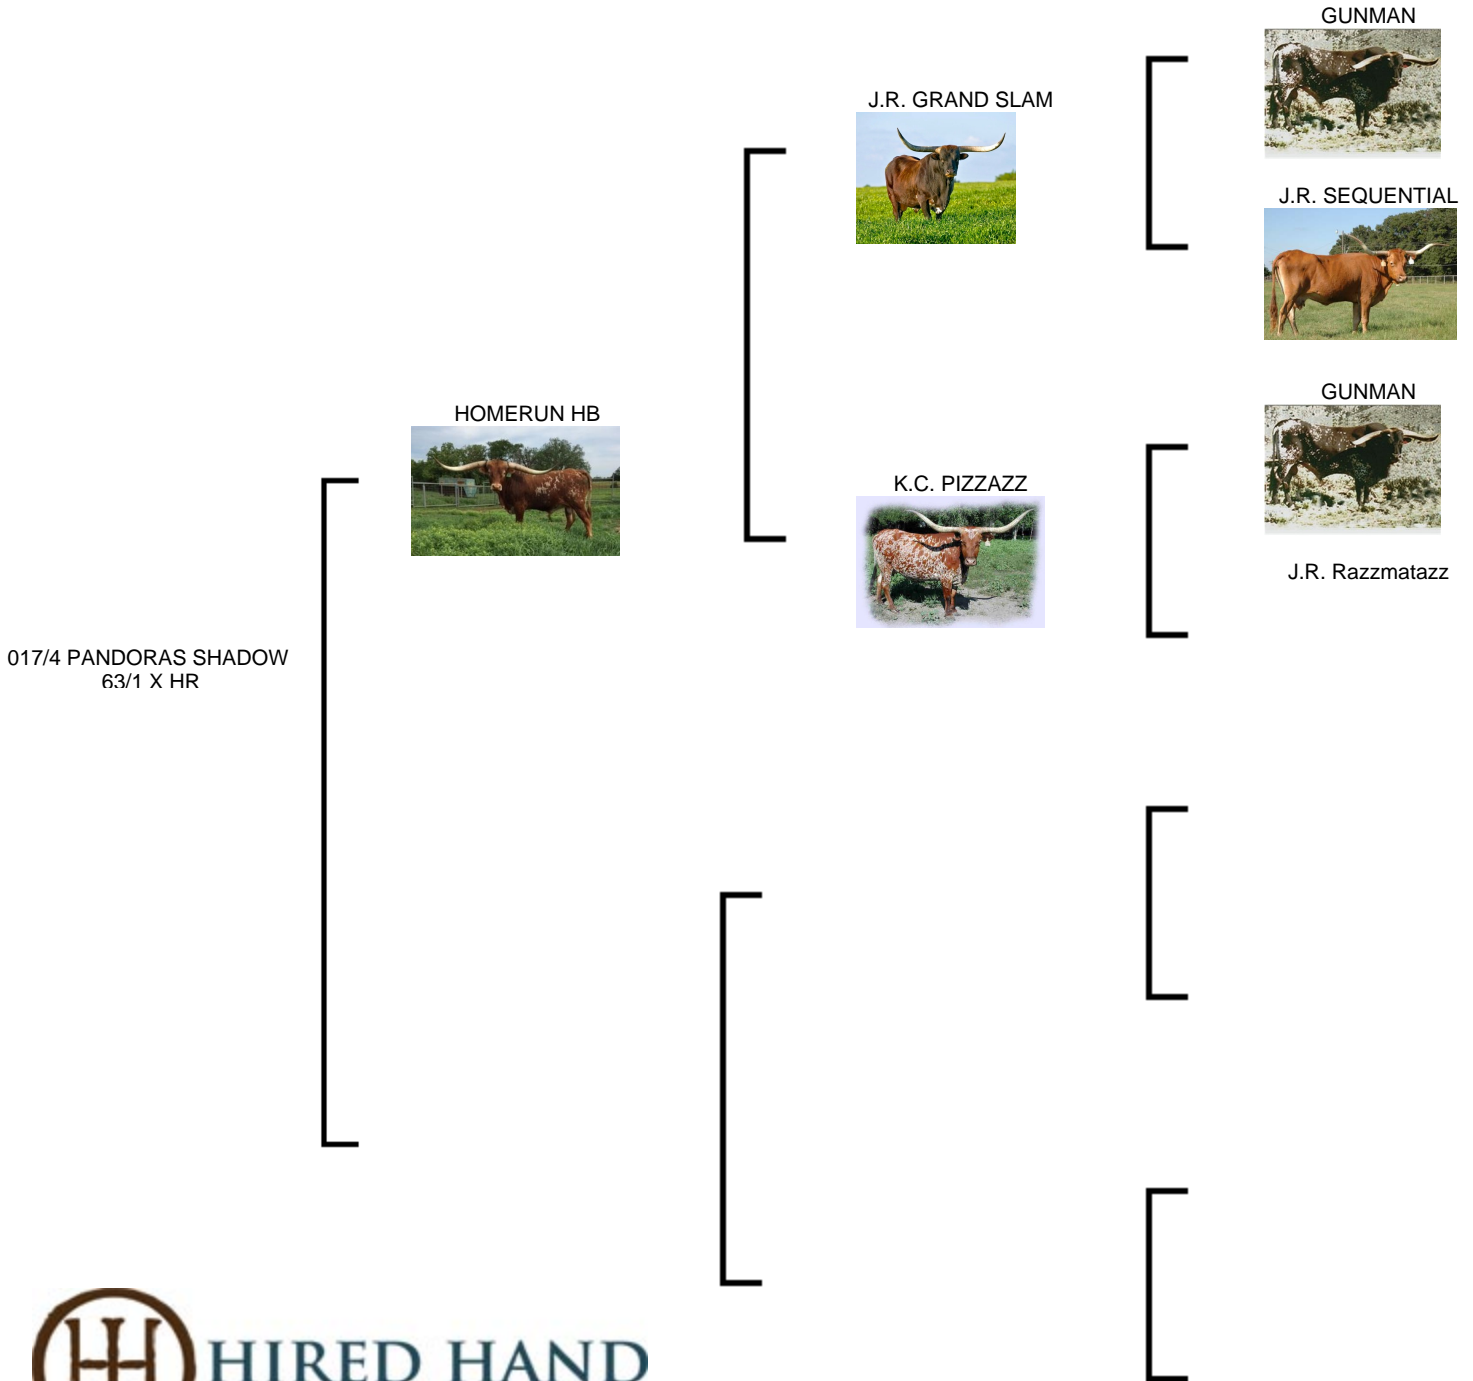 GUNMAN
J.R. GRAND SLAM
J.R. SEQUENTIAL
GUNMAN
HOMERUN HB
K.C. PIZZAZZ
J.R. Razzmatazz
017/4 PANDORAS SHADOW
63/1 X HR
HIRED HAND